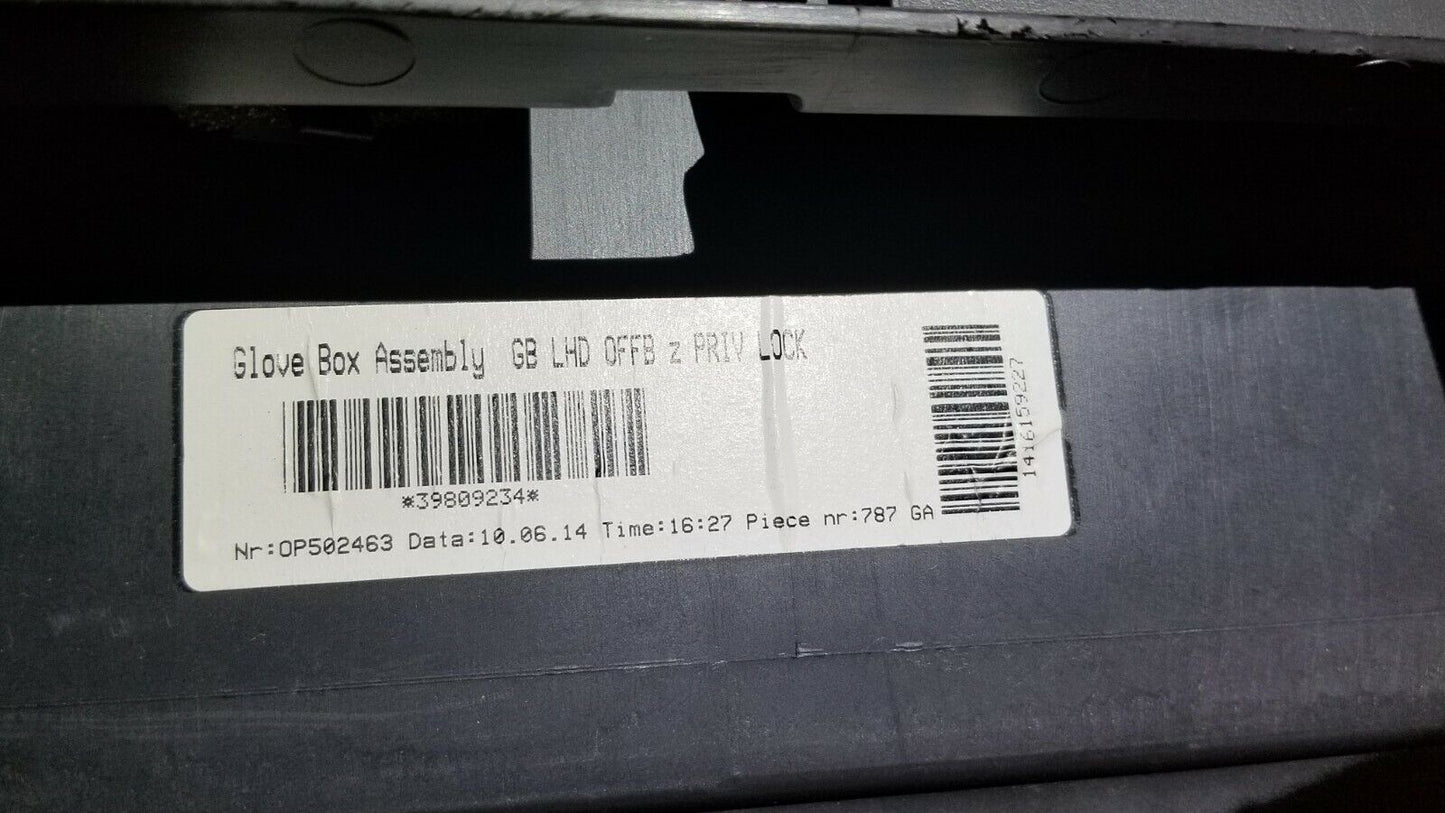 Glove Box Assembly GB LHD OFFB z PRIV LOCK
*39809234*
Nr:OP502463 Data:10.06.14 Time:16:27 Piece nr:787 GA
1416159227